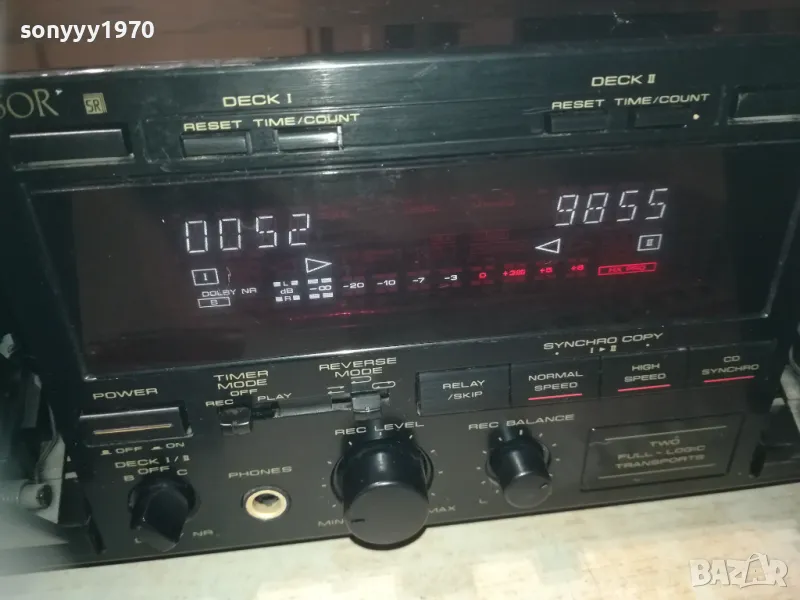 sonyyy1970
SR
DECK I
RESET TIME/COUNT
DECK II
RESET TIME/COUNT
0052
9855
I
II
DOLBY NR
B
L
dB
R
-∞ -20 -10 -7 -3 0 +6 +8
HX PRO
SYNCHRO COPY
I ▸ II
POWER
OFF ON
TIMER MODE
OFF
REC PLAY
REVERSE MODE
RELAY /SKIP
NORMAL SPEED
HIGH SPEED
CD SYNCHRO
DECK I / II
OFF
B C
NR
PHONES
REC LEVEL
MIN MAX
REC BALANCE
L
TWO
FULL-LOGIC
TRANSPORTS
BAZAR